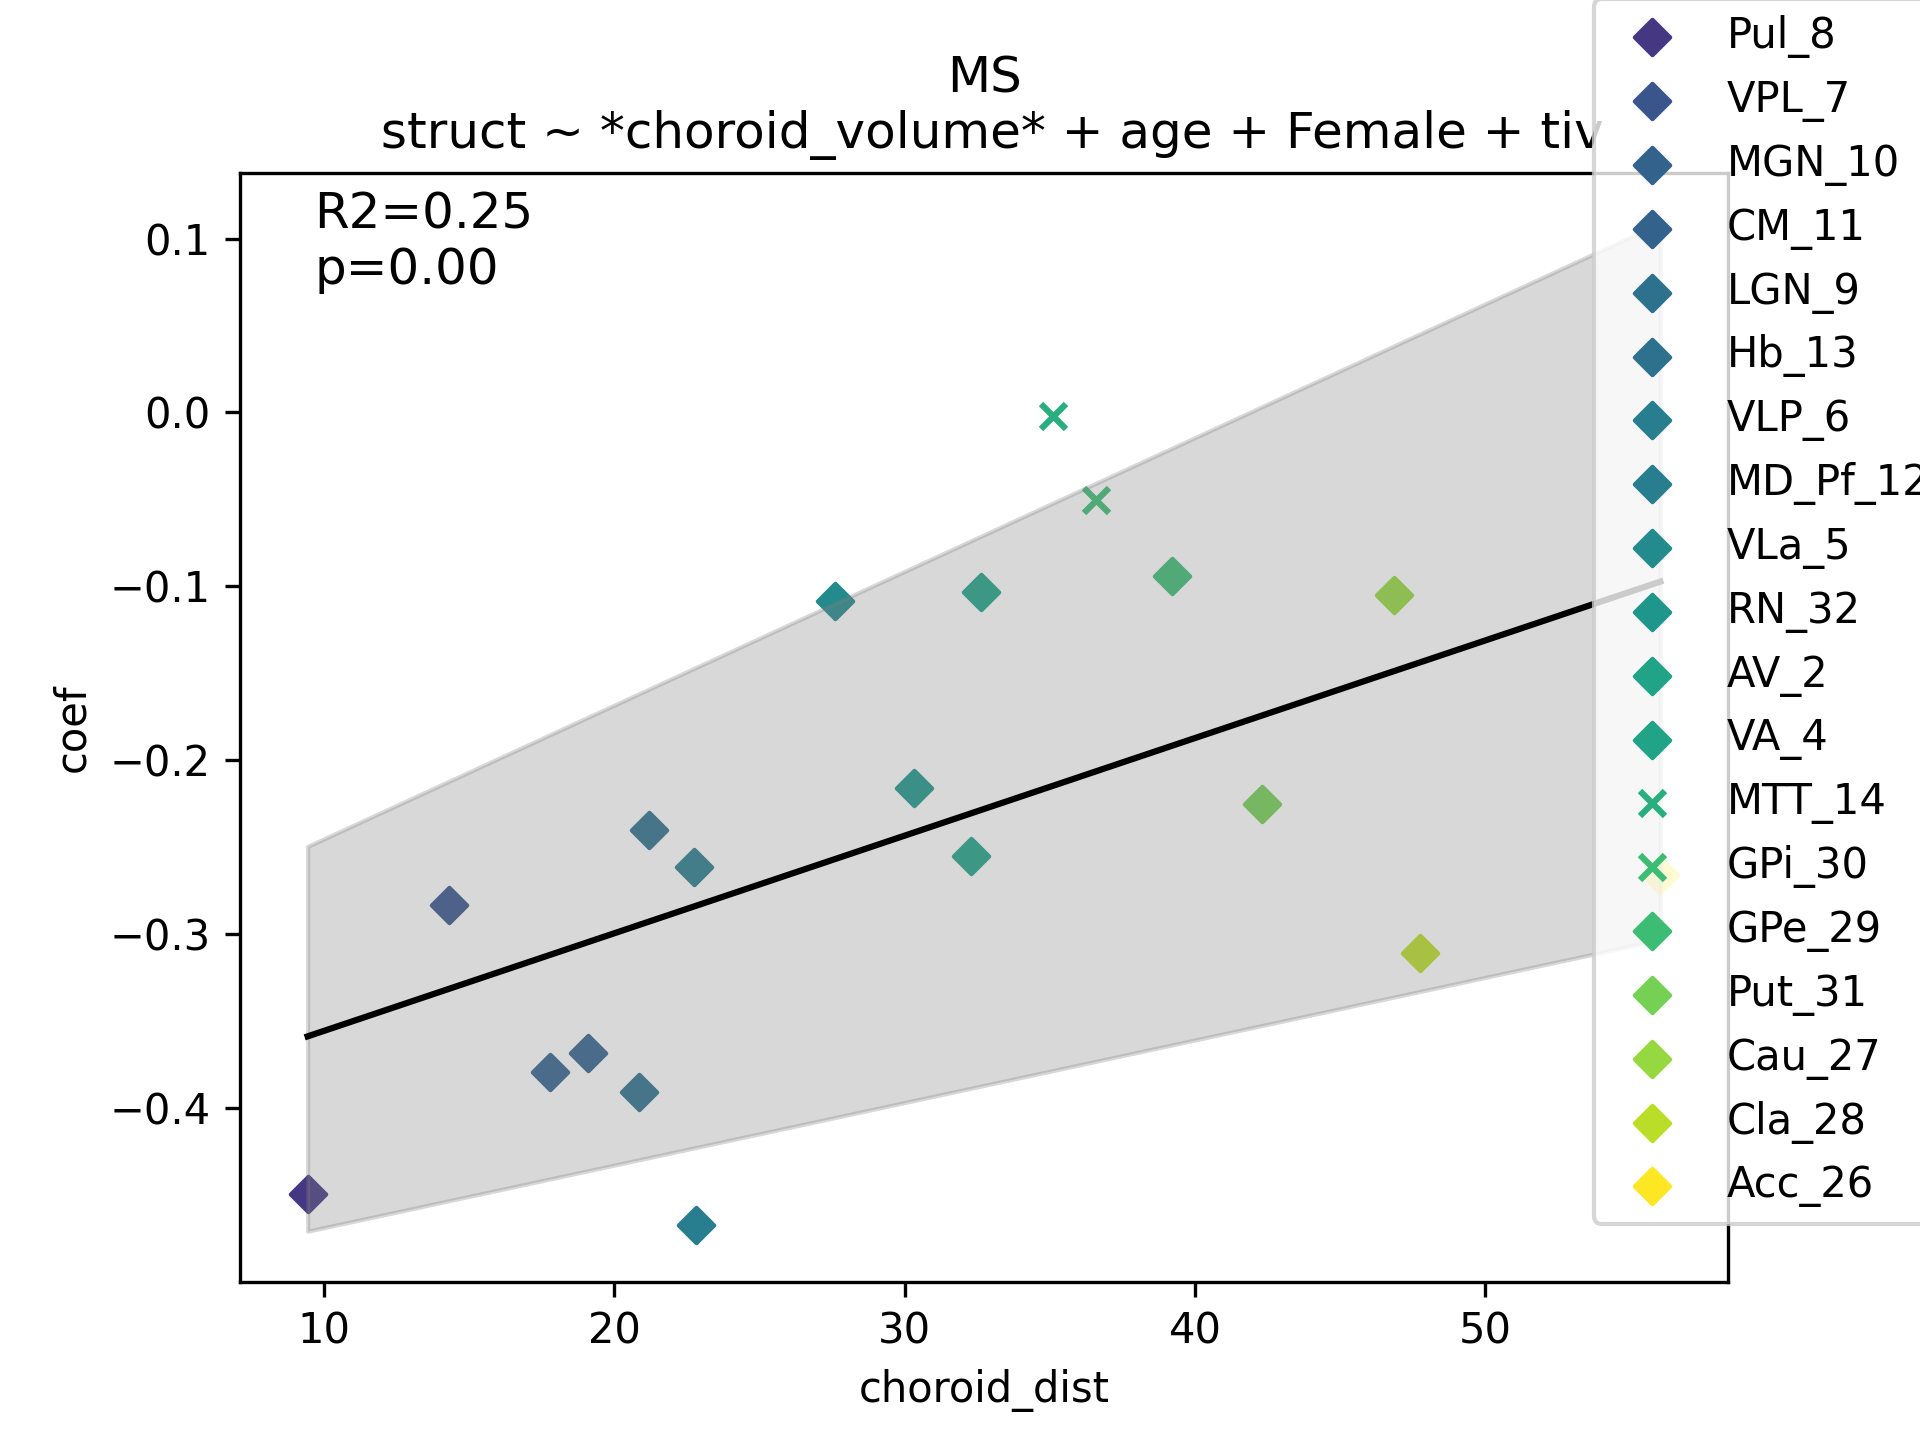 MS
struct ~ *choroid_volume* + age + Female + tiv
R2=0.25
p=0.00
0.1
0.0
−0.1
−0.2
−0.3
−0.4
coef
10 20 30 40 50
choroid_dist
Pul_8
VPL_7
MGN_10
CM_11
LGN_9
Hb_13
VLP_6
MD_Pf_12
VLa_5
RN_32
AV_2
VA_4
MTT_14
GPi_30
GPe_29
Put_31
Cau_27
Cla_28
Acc_26